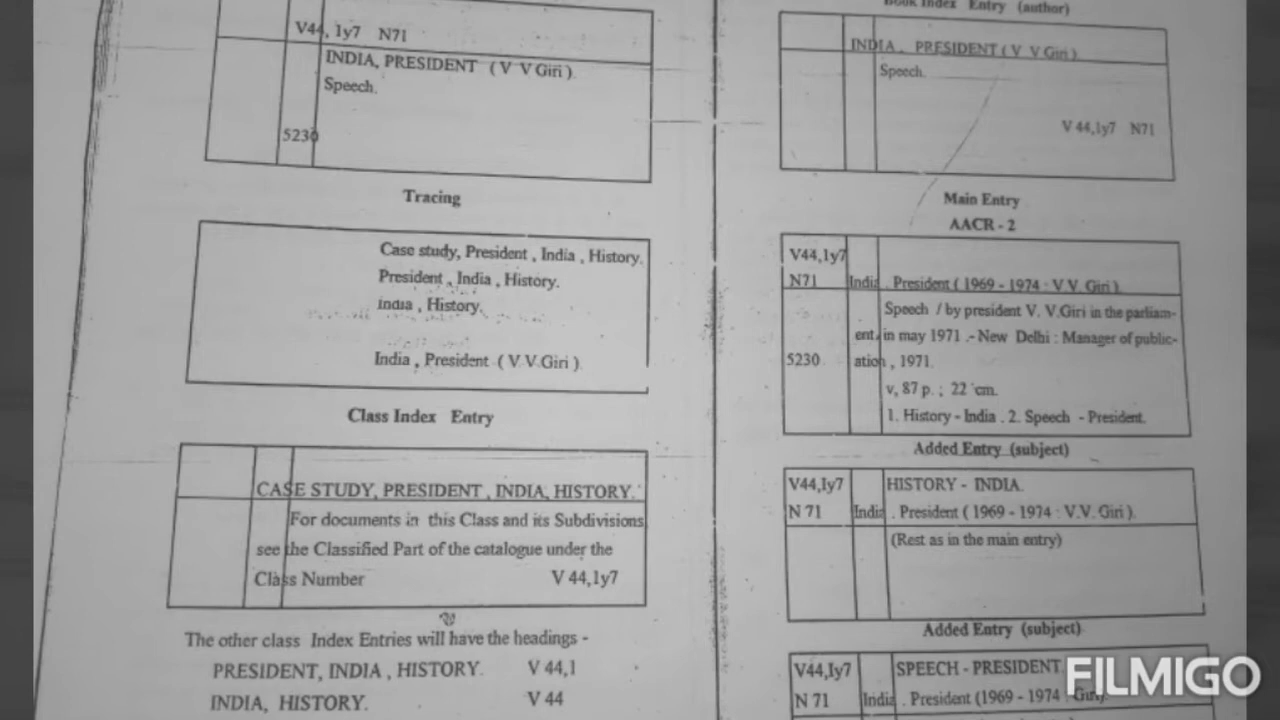 V44, 1y7 N71
INDIA, PRESIDENT ( V V Giri ).
Speech.
5230
Tracing
Case study, President , India , History.
President , India , History.
India , History.
India , President ( V V Giri ).
Class Index Entry
CASE STUDY, PRESIDENT , INDIA, HISTORY.
For documents in this Class and its Subdivisions
see the Classified Part of the catalogue under the
Class Number V 44,1y7
The other class Index Entries will have the headings -
PRESIDENT, INDIA , HISTORY. V 44,1
INDIA, HISTORY. V 44
Book Index Entry (author)
INDIA , PRESIDENT ( V V Giri )
Speech.
V 44,1y7 N71
Main Entry
AACR - 2
V44,1y7
N71 India . President ( 1969 - 1974 : V.V. Giri ).
Speech / by president V. V.Giri in the parliam-
ent in may 1971 .- New Delhi : Manager of public-
5230 ation , 1971.
v, 87 p. ; 22 cm.
1. History - India . 2. Speech - President.
Added Entry (subject)
V44,Iy7 HISTORY - INDIA.
N 71 India . President ( 1969 - 1974 : V.V. Giri ).
(Rest as in the main entry)
Added Entry (subject)
V44,Iy7 SPEECH - PRESIDENT
N 71 India . President (1969 - 1974 : Giri).
FILMIGO